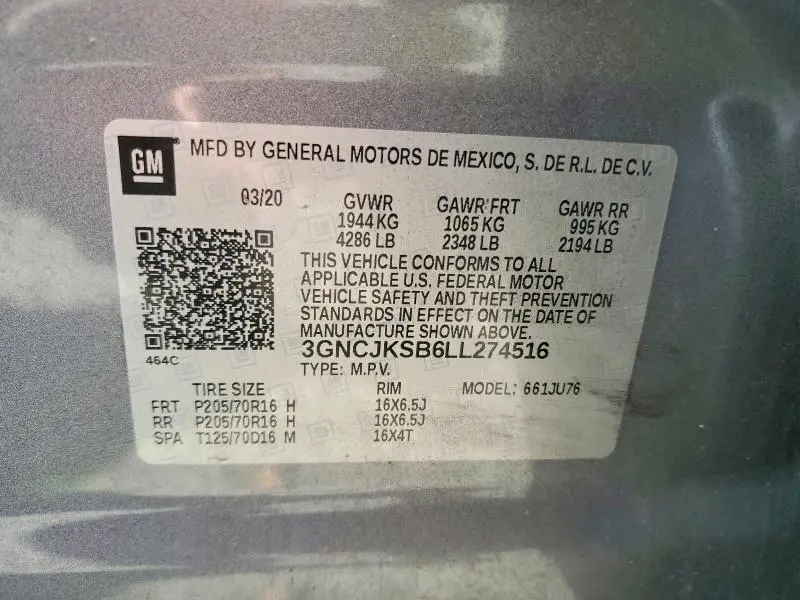 GM
MFD BY GENERAL MOTORS DE MEXICO, S. DE R.L. DE C.V.
03/20 GVWR GAWR FRT GAWR RR
1944 KG 1065 KG 995 KG
4286 LB 2348 LB 2194 LB
THIS VEHICLE CONFORMS TO ALL
APPLICABLE U.S. FEDERAL MOTOR
VEHICLE SAFETY AND THEFT PREVENTION
STANDARDS IN EFFECT ON THE DATE OF
MANUFACTURE SHOWN ABOVE.
464C
3GNCJKSB6LL274516
TYPE: M.P.V.
TIRE SIZE RIM MODEL: 661JU76
FRT P205/70R16 H 16X6.5J
RR P205/70R16 H 16X6.5J
SPA T125/70D16 M 16X4T